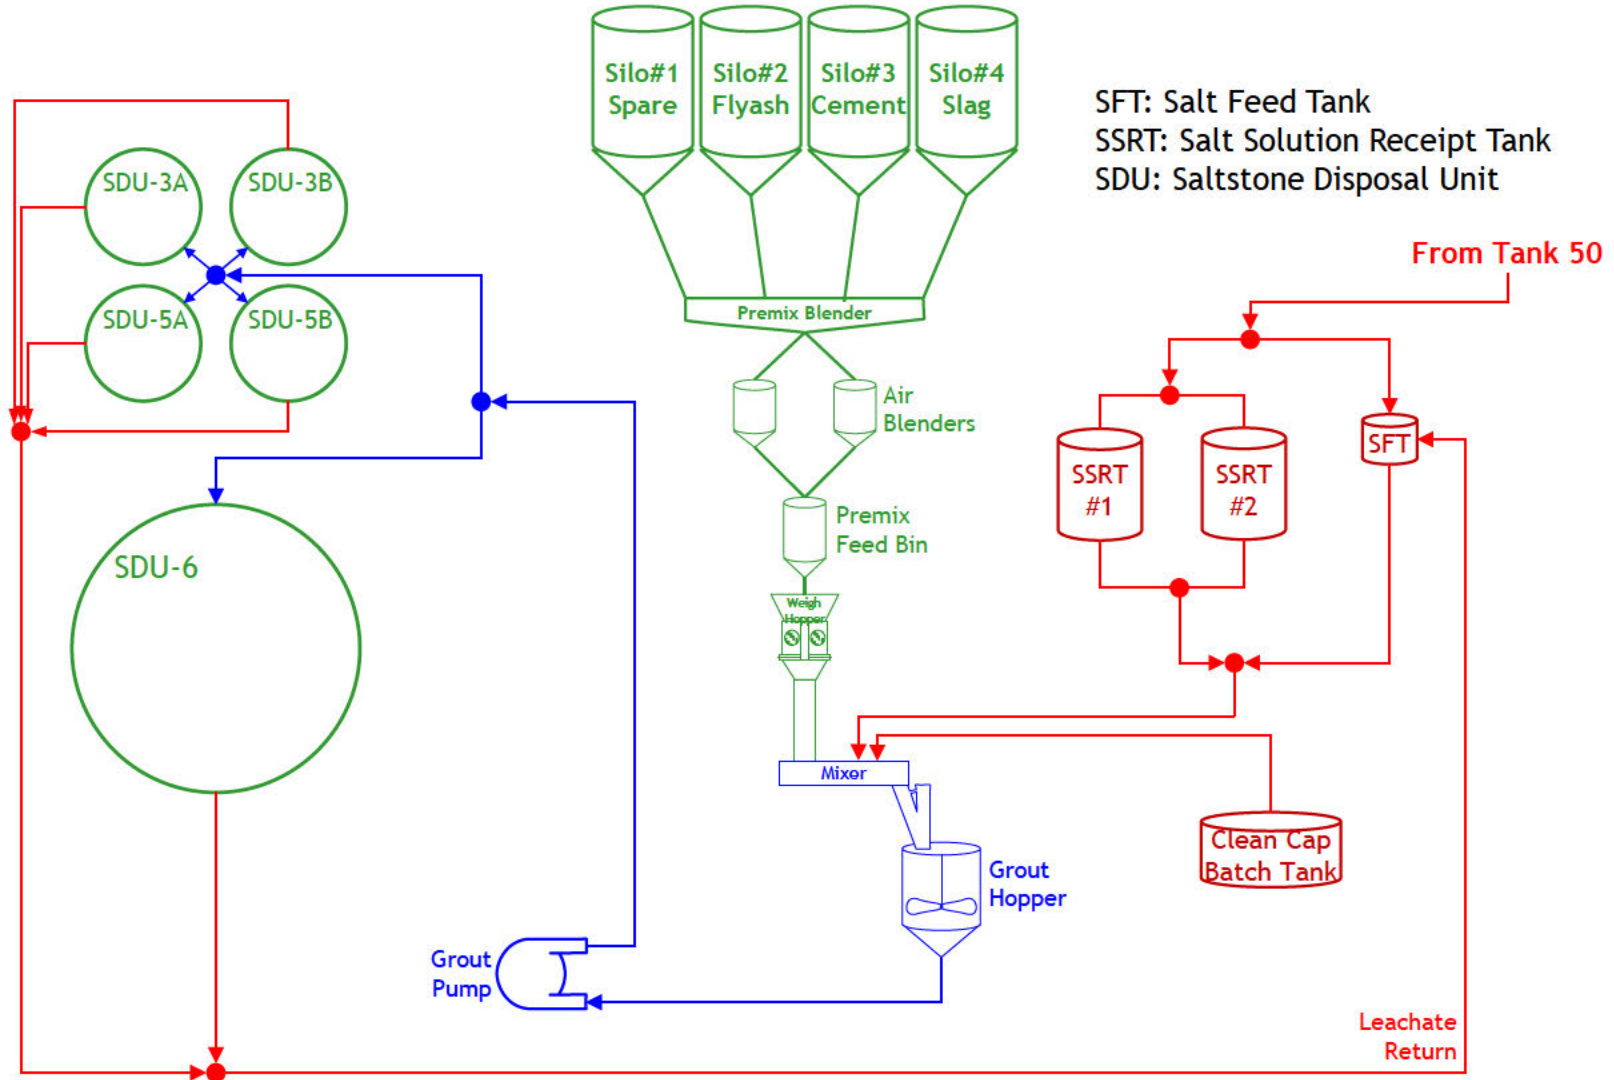 Silo#1
Spare
Silo#2
Flyash
Silo#3
Cement
Silo#4
Slag
SFT: Salt Feed Tank
SSRT: Salt Solution Receipt Tank
SDU: Saltstone Disposal Unit
SDU-3A
SDU-3B
From Tank 50
SDU-5A
SDU-5B
Premix Blender
Air
Blenders
SSRT
#1
SSRT
#2
SFT
Premix
Feed Bin
SDU-6
Weigh
Hopper
Mixer
Clean Cap
Batch Tank
Grout
Hopper
Grout
Pump
Leachate
Return